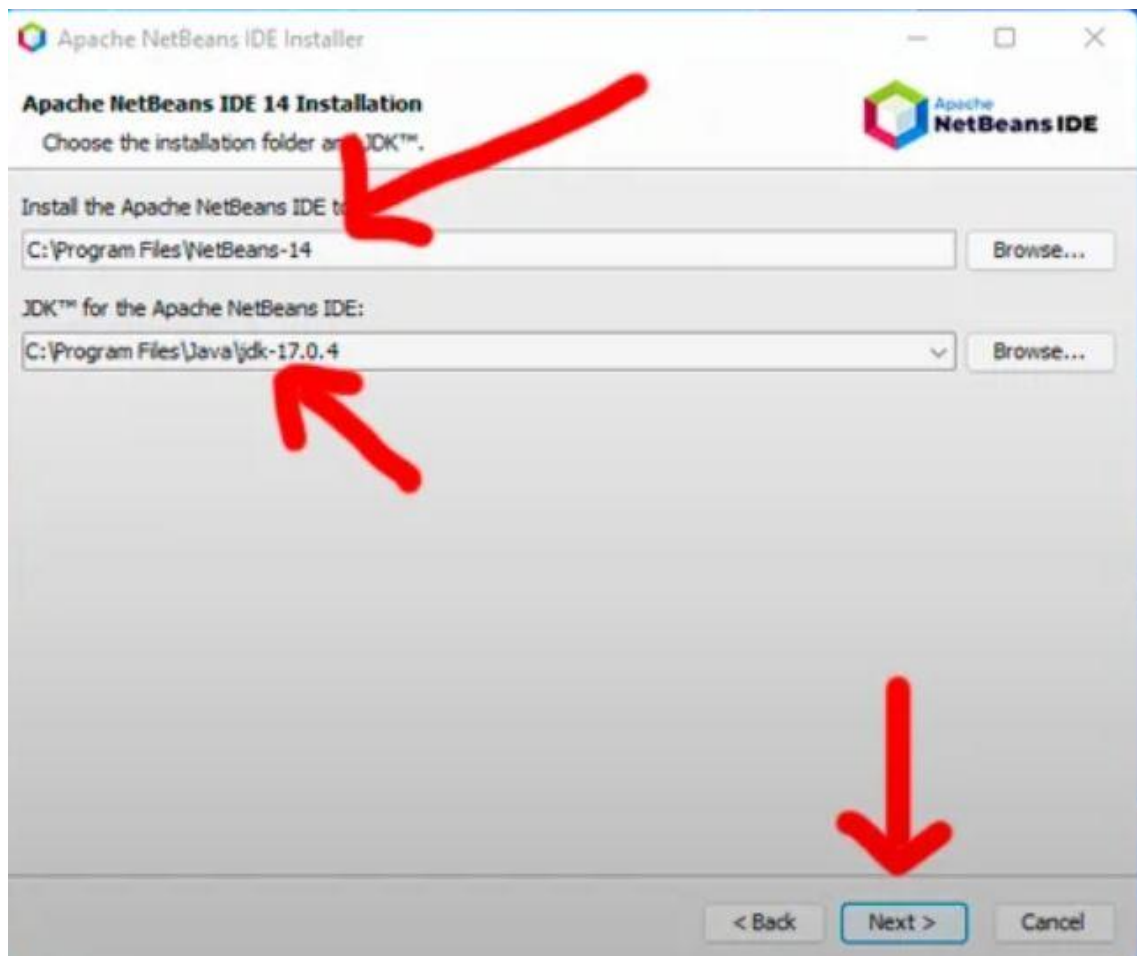 Apache NetBeans IDE Installer
Apache NetBeans IDE 14 Installation
Apache
NetBeans IDE
Choose the installation folder and JDK™.
Install the Apache NetBeans IDE to
C:\Program Files\NetBeans-14
Browse...
JDK™ for the Apache NetBeans IDE:
C:\Program Files\Java\jdk-17.0.4
Browse...
< Back
Next >
Cancel